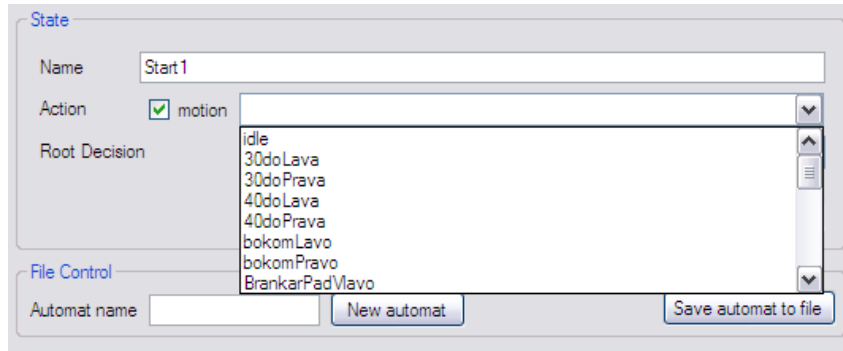 State
Name Start1
Action motion
idle
Root Decision
30doLava
30doPrava
40doLava
40doPrava
bokomLavo
bokomPravo
File Control
BrankarPadVlavo
Automat name New automat Save automat to file